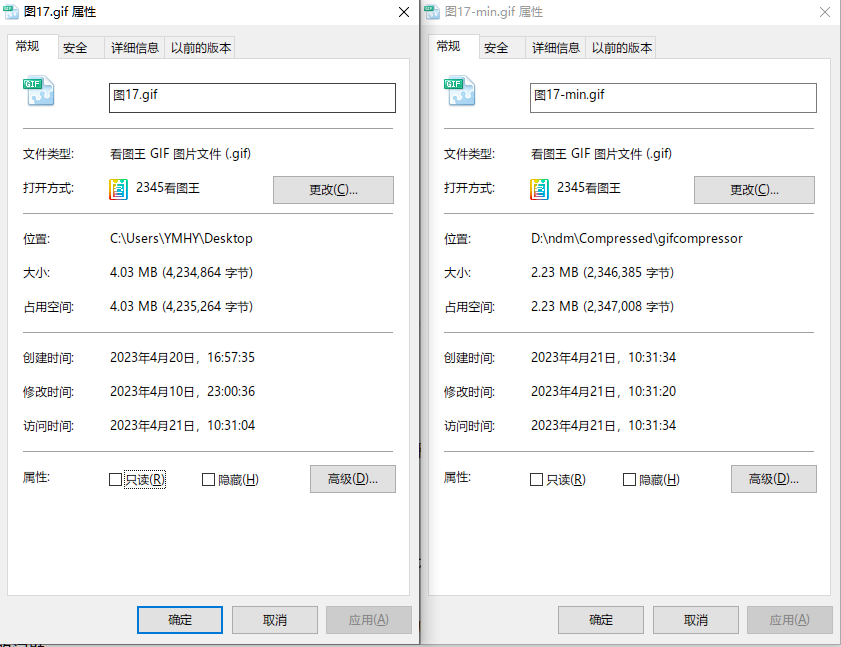 图17.gif 属性
常规 安全 详细信息 以前的版本
GIF
图17.gif
文件类型: 看图王 GIF 图片文件 (.gif)
打开方式: 2345看图王 更改(C)...
位置: C:\Users\YMHY\Desktop
大小: 4.03 MB (4,234,864 字节)
占用空间: 4.03 MB (4,235,264 字节)
创建时间: 2023年4月20日，16:57:35
修改时间: 2023年4月10日，23:00:36
访问时间: 2023年4月21日，10:31:04
属性: 只读(R) 隐藏(H) 高级(D)...
确定 取消 应用(A)
图17-min.gif 属性
常规 安全 详细信息 以前的版本
GIF
图17-min.gif
文件类型: 看图王 GIF 图片文件 (.gif)
打开方式: 2345看图王 更改(C)...
位置: D:\ndm\Compressed\gifcompressor
大小: 2.23 MB (2,346,385 字节)
占用空间: 2.23 MB (2,347,008 字节)
创建时间: 2023年4月21日，10:31:34
修改时间: 2023年4月21日，10:31:20
访问时间: 2023年4月21日，10:31:34
属性: 只读(R) 隐藏(H) 高级(D)...
确定 取消 应用(A)